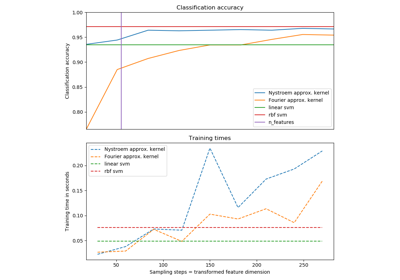 Classification accuracy
1.00
0.95
0.90
0.85
0.80
Classification accuracy
Nystroem approx. kernel
Fourier approx. kernel
linear svm
rbf svm
n_features
Training times
Nystroem approx. kernel
Fourier approx. kernel
linear svm
rbf svm
0.20
0.15
0.10
0.05
Training time in seconds
50
100
150
200
250
Sampling steps = transformed feature dimension